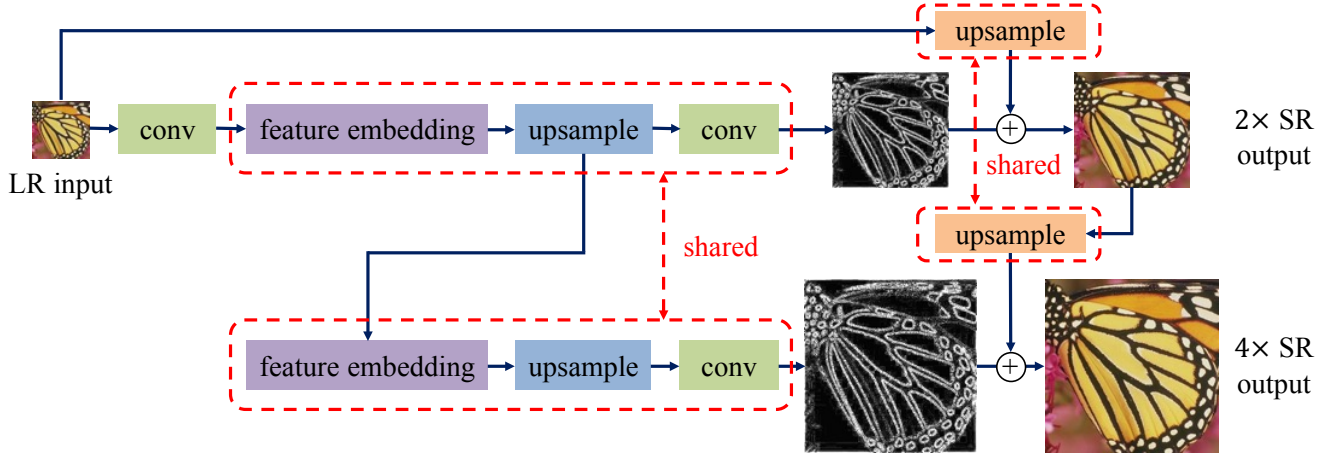 upsample
conv
feature embedding
upsample
conv
+
2× SR
output
LR input
shared
upsample
shared
feature embedding
upsample
conv
+
4× SR
output